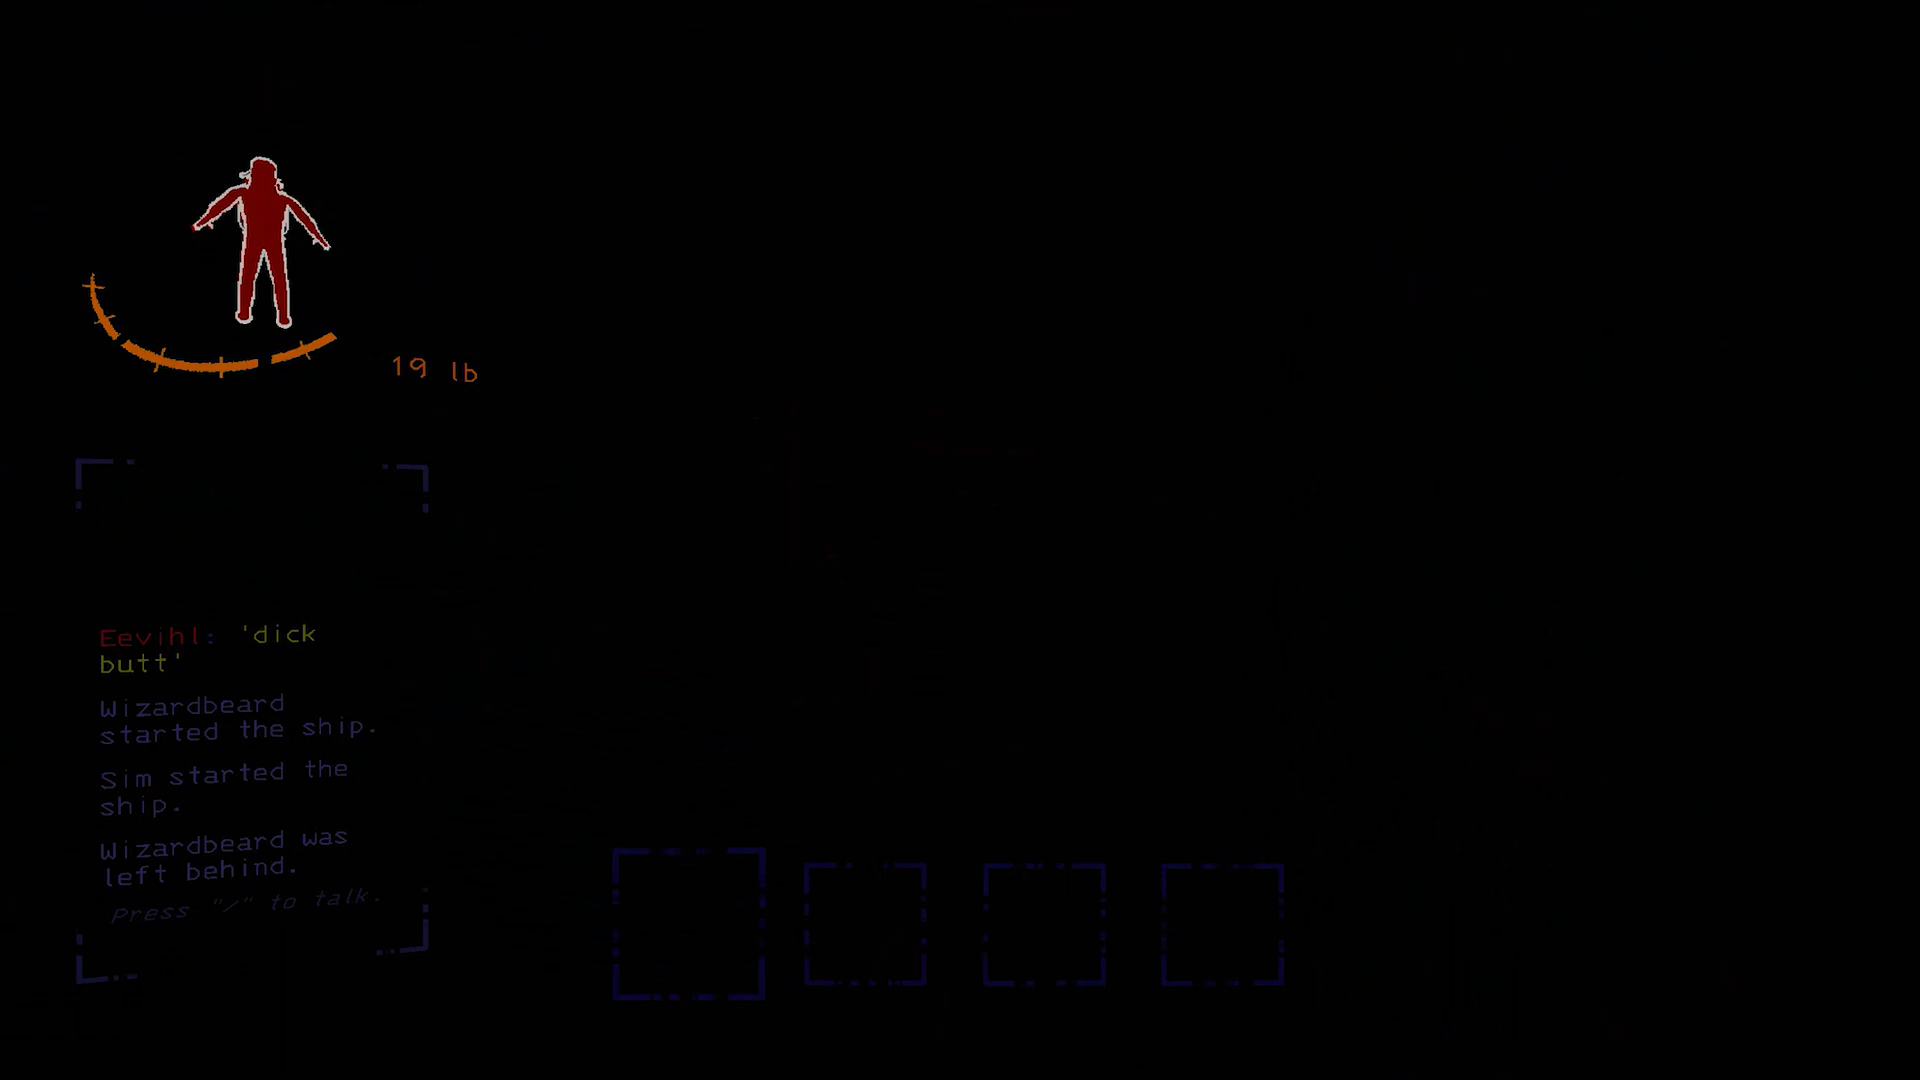 19 lb
Eevihl: 'dick
butt'
Wizardbeard
started the ship.
Sim started the
ship.
Wizardbeard was
left behind.
Press "/" to talk.